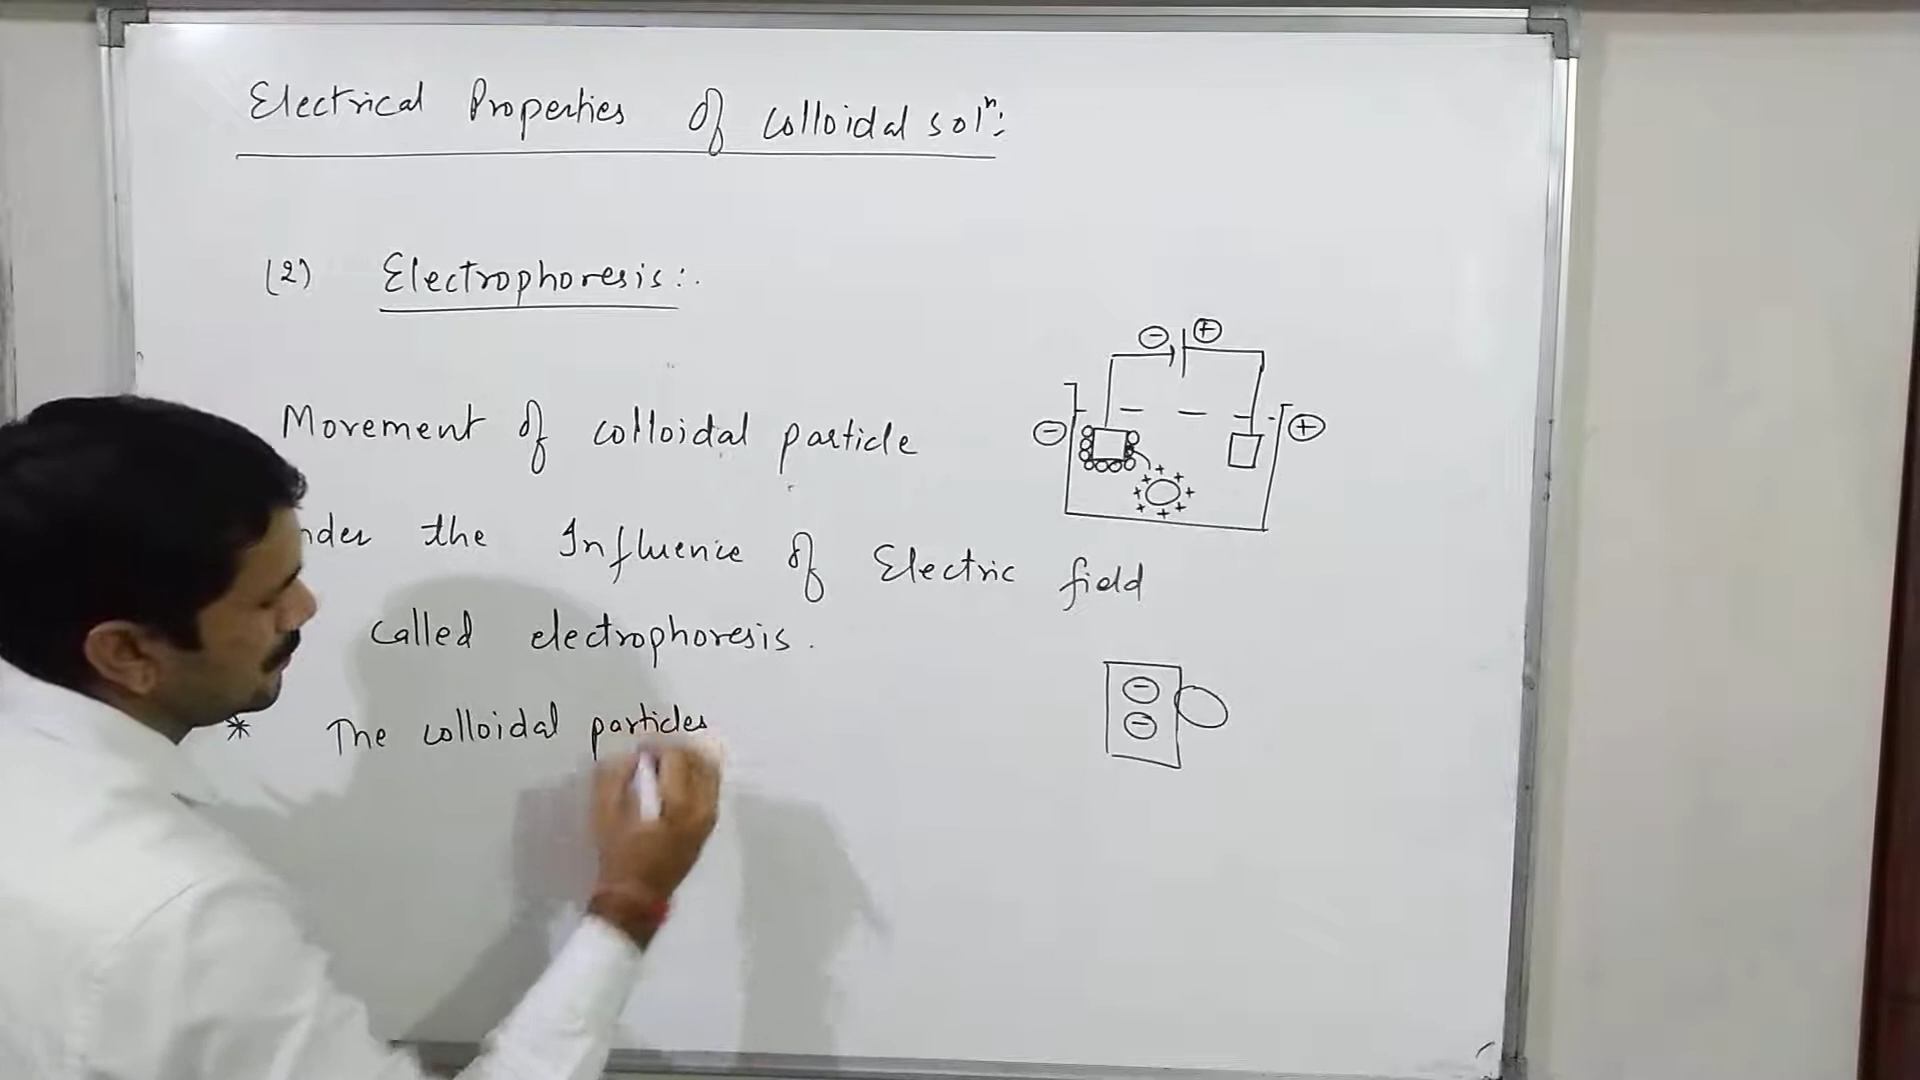 Electrical Properties of colloidal solⁿ:
(2) Electrophoresis:.
⊖ ⊕
Movement of colloidal particle
⊖ ⊕
+ + + + + + + +
nder the Influence of Electric field
called electrophoresis.
⊖
⊖
* The colloidal particles